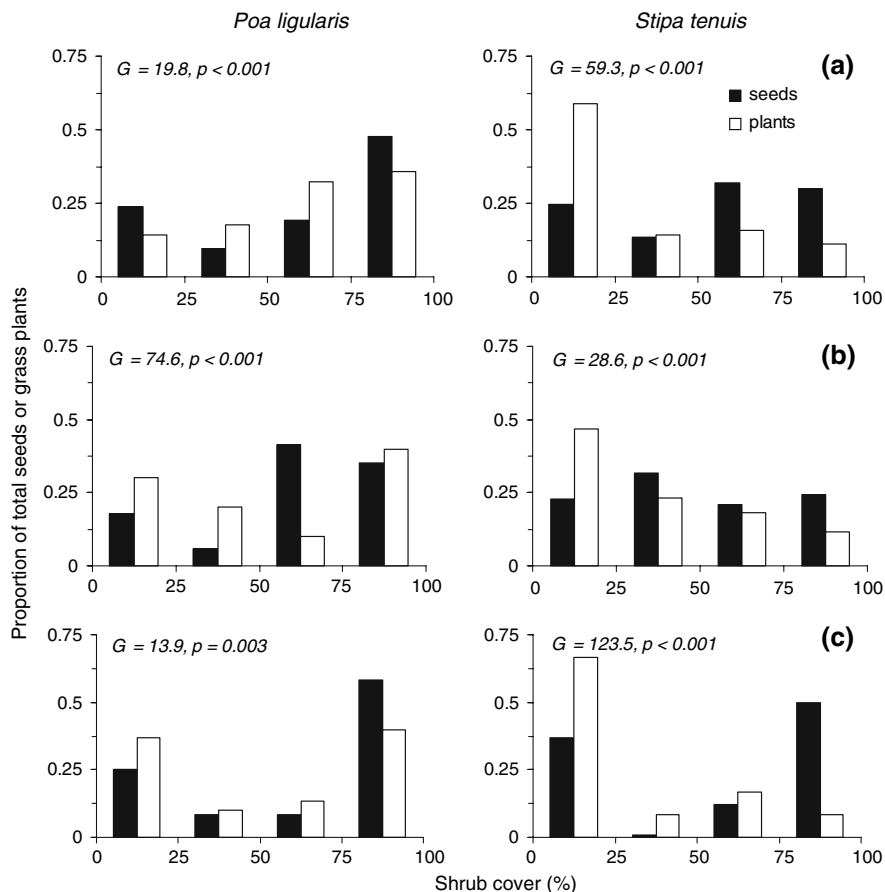 Poa ligularis
Stipa tenuis
Proportion of total seeds or grass plants
0.75
0.5
0.25
0
G = 19.8, p < 0.001
0 25 50 75 100
0.75
0.5
0.25
0
G = 59.3, p < 0.001
(a)
seeds
plants
0 25 50 75 100
0.75
0.5
0.25
0
G = 74.6, p < 0.001
0 25 50 75 100
0.75
0.5
0.25
0
G = 28.6, p < 0.001
(b)
0 25 50 75 100
0.75
0.5
0.25
0
G = 13.9, p = 0.003
0 25 50 75 100
0.75
0.5
0.25
0
G = 123.5, p < 0.001
(c)
0 25 50 75 100
Shrub cover (%)